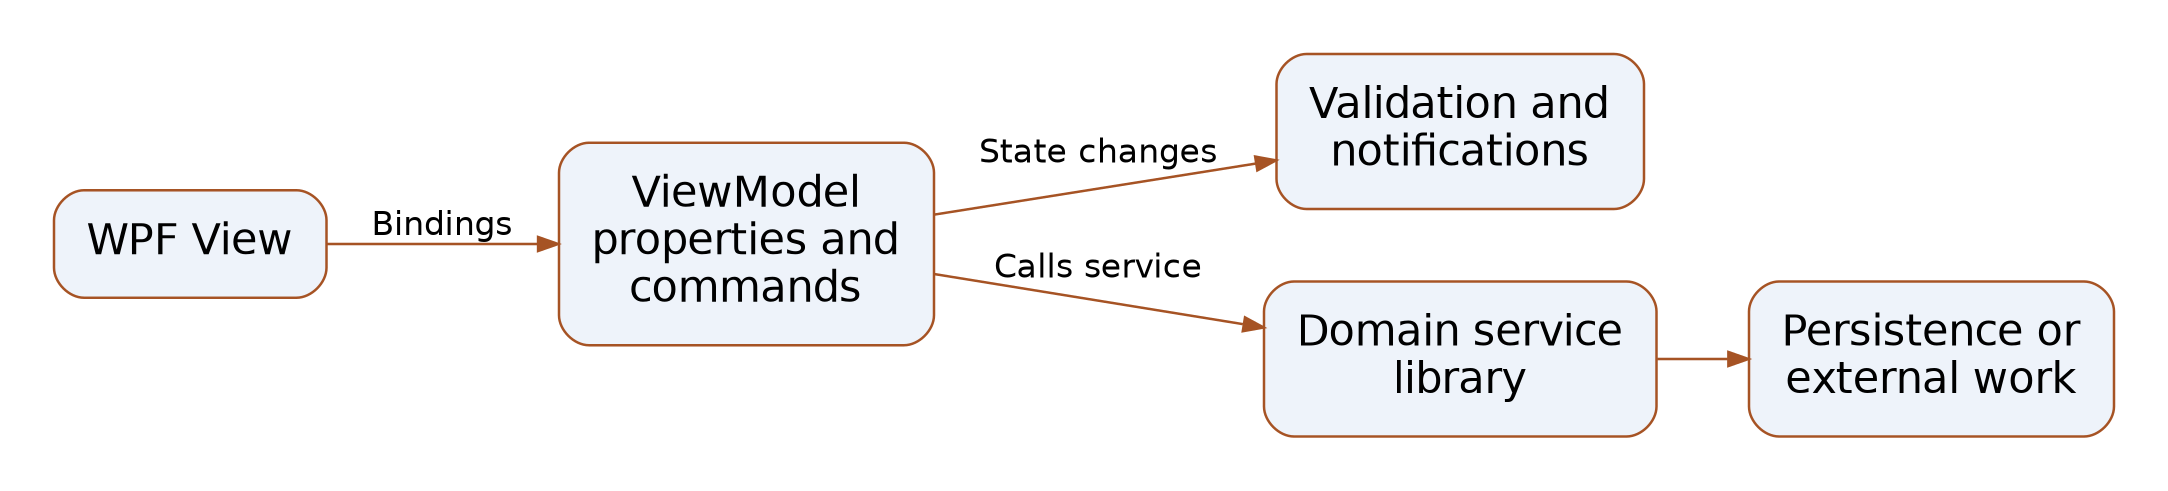 WPF View
Bindings
ViewModel
properties and
commands
State changes
Validation and
notifications
Calls service
Domain service
library
Persistence or
external work